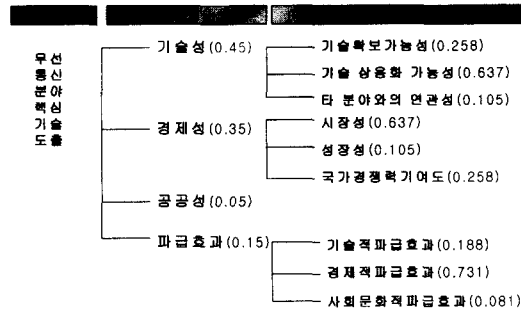 무선
통신
분야
핵심
기술
도출
기술성(0.45)
기술확보가능성(0.258)
기술 상용화 가능성(0.637)
타 분야와의 연관성(0.105)
경제성(0.35)
시장성(0.637)
성장성(0.105)
국가경쟁력기여도(0.258)
공공성(0.05)
파급효과(0.15)
기술적파급효과(0.188)
경제적파급효과(0.731)
사회문화적파급효과(0.081)